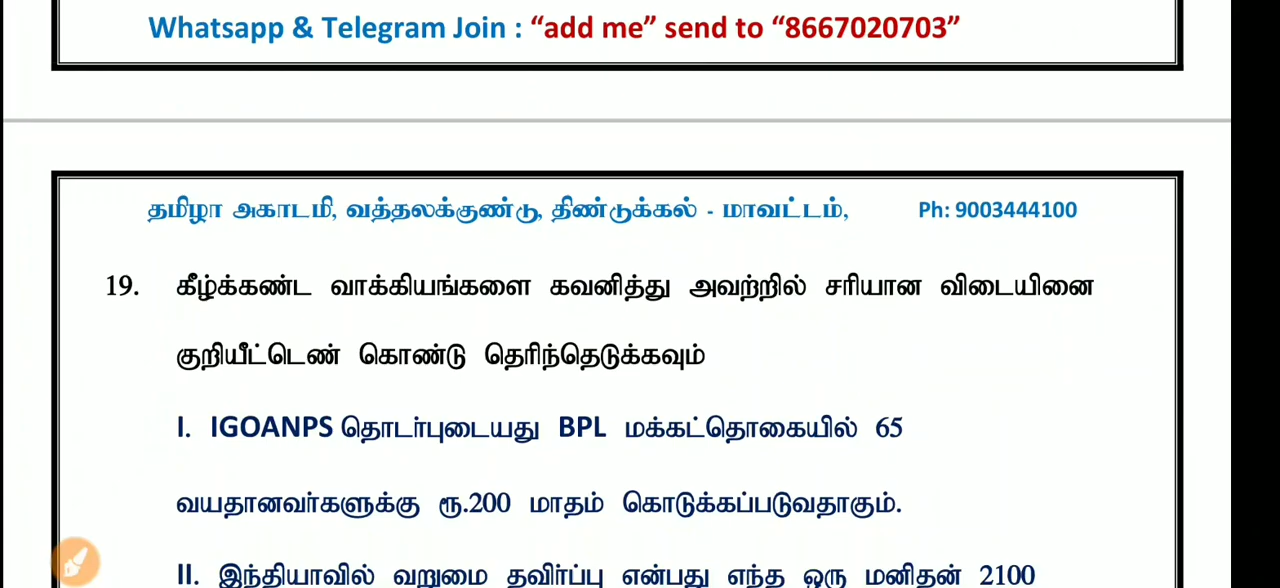 Whatsapp & Telegram Join : “add me” send to “8667020703”
தமிழா அகாடமி, வத்தலக்குண்டு, திண்டுக்கல் - மாவட்டம், Ph: 9003444100
19. கீழ்க்கண்ட வாக்கியங்களை கவனித்து அவற்றில் சரியான விடையினை
குறியீட்டெண் கொண்டு தெரிந்தெடுக்கவும்
I. IGOANPS தொடர்புடையது BPL மக்கட்தொகையில் 65
வயதானவர்களுக்கு ரூ.200 மாதம் கொடுக்கப்படுவதாகும்.
II. இந்தியாவில் வறுமை தவிர்ப்பு என்பது எந்த ஒரு மனிதன் 2100